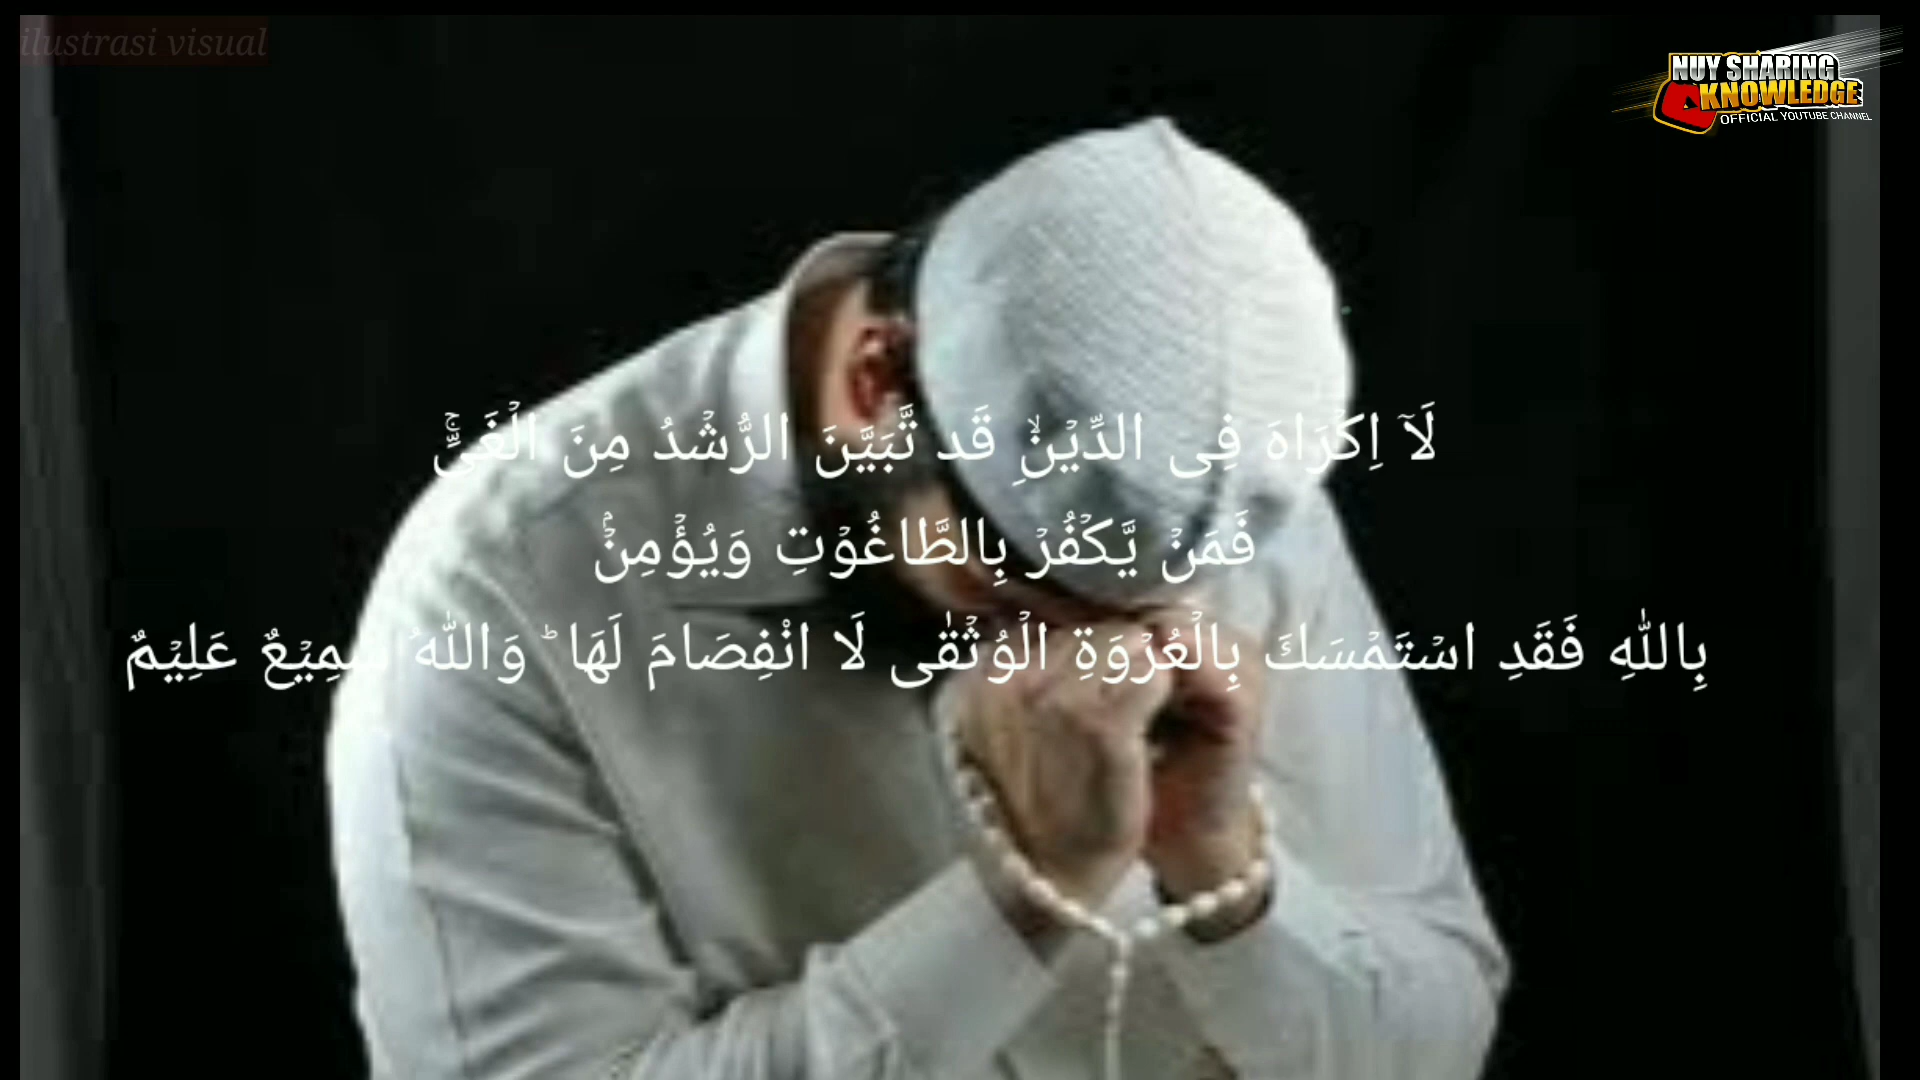 ilustrasi visual
NUY SHARING
KNOWLEDGE
OFFICIAL YOUTUBE CHANNEL
لَآ اِكْرَاهَ فِى الدِّيْنِۙ قَد تَّبَيَّنَ الرُّشْدُ مِنَ الْغَيِّۚ
فَمَنْ يَّكْفُرْ بِالطَّاغُوْتِ وَيُؤْمِنْۢ
بِاللّٰهِ فَقَدِ اسْتَمْسَكَ بِالْعُرْوَةِ الْوُثْقٰى لَا انْفِصَامَ لَهَا ۗ وَاللّٰهُ سَمِيْعٌ عَلِيْمٌ